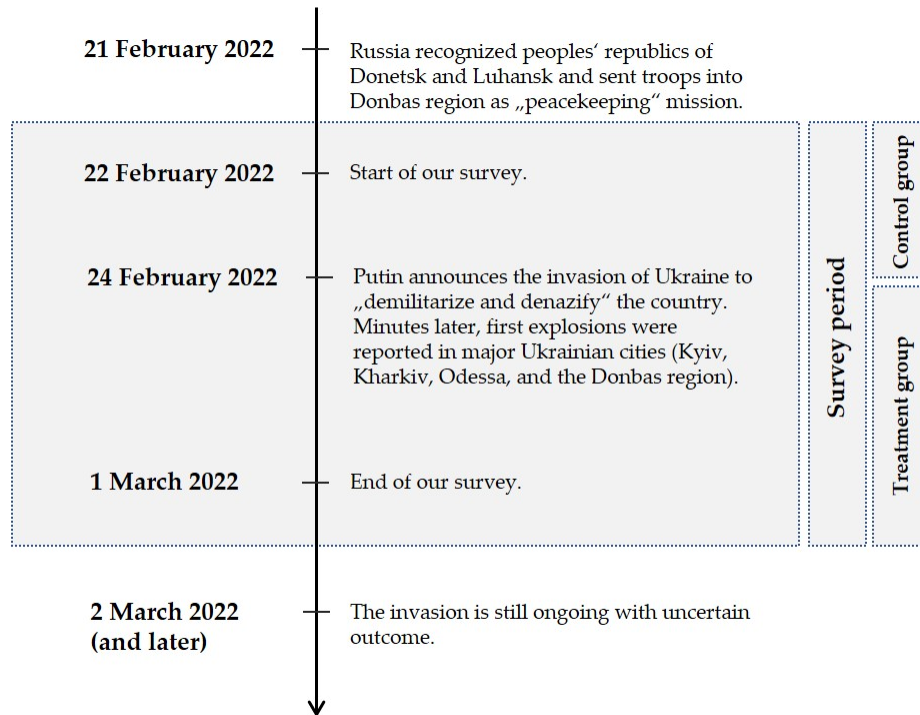 21 February 2022
Russia recognized peoples‘ republics of
Donetsk and Luhansk and sent troops into
Donbas region as „peacekeeping“ mission.
22 February 2022
Start of our survey.
24 February 2022
Putin announces the invasion of Ukraine to
„demilitarize and denazify“ the country.
Minutes later, first explosions were
reported in major Ukrainian cities (Kyiv,
Kharkiv, Odessa, and the Donbas region).
1 March 2022
End of our survey.
2 March 2022
(and later)
The invasion is still ongoing with uncertain
outcome.
Survey period
Control group
Treatment group